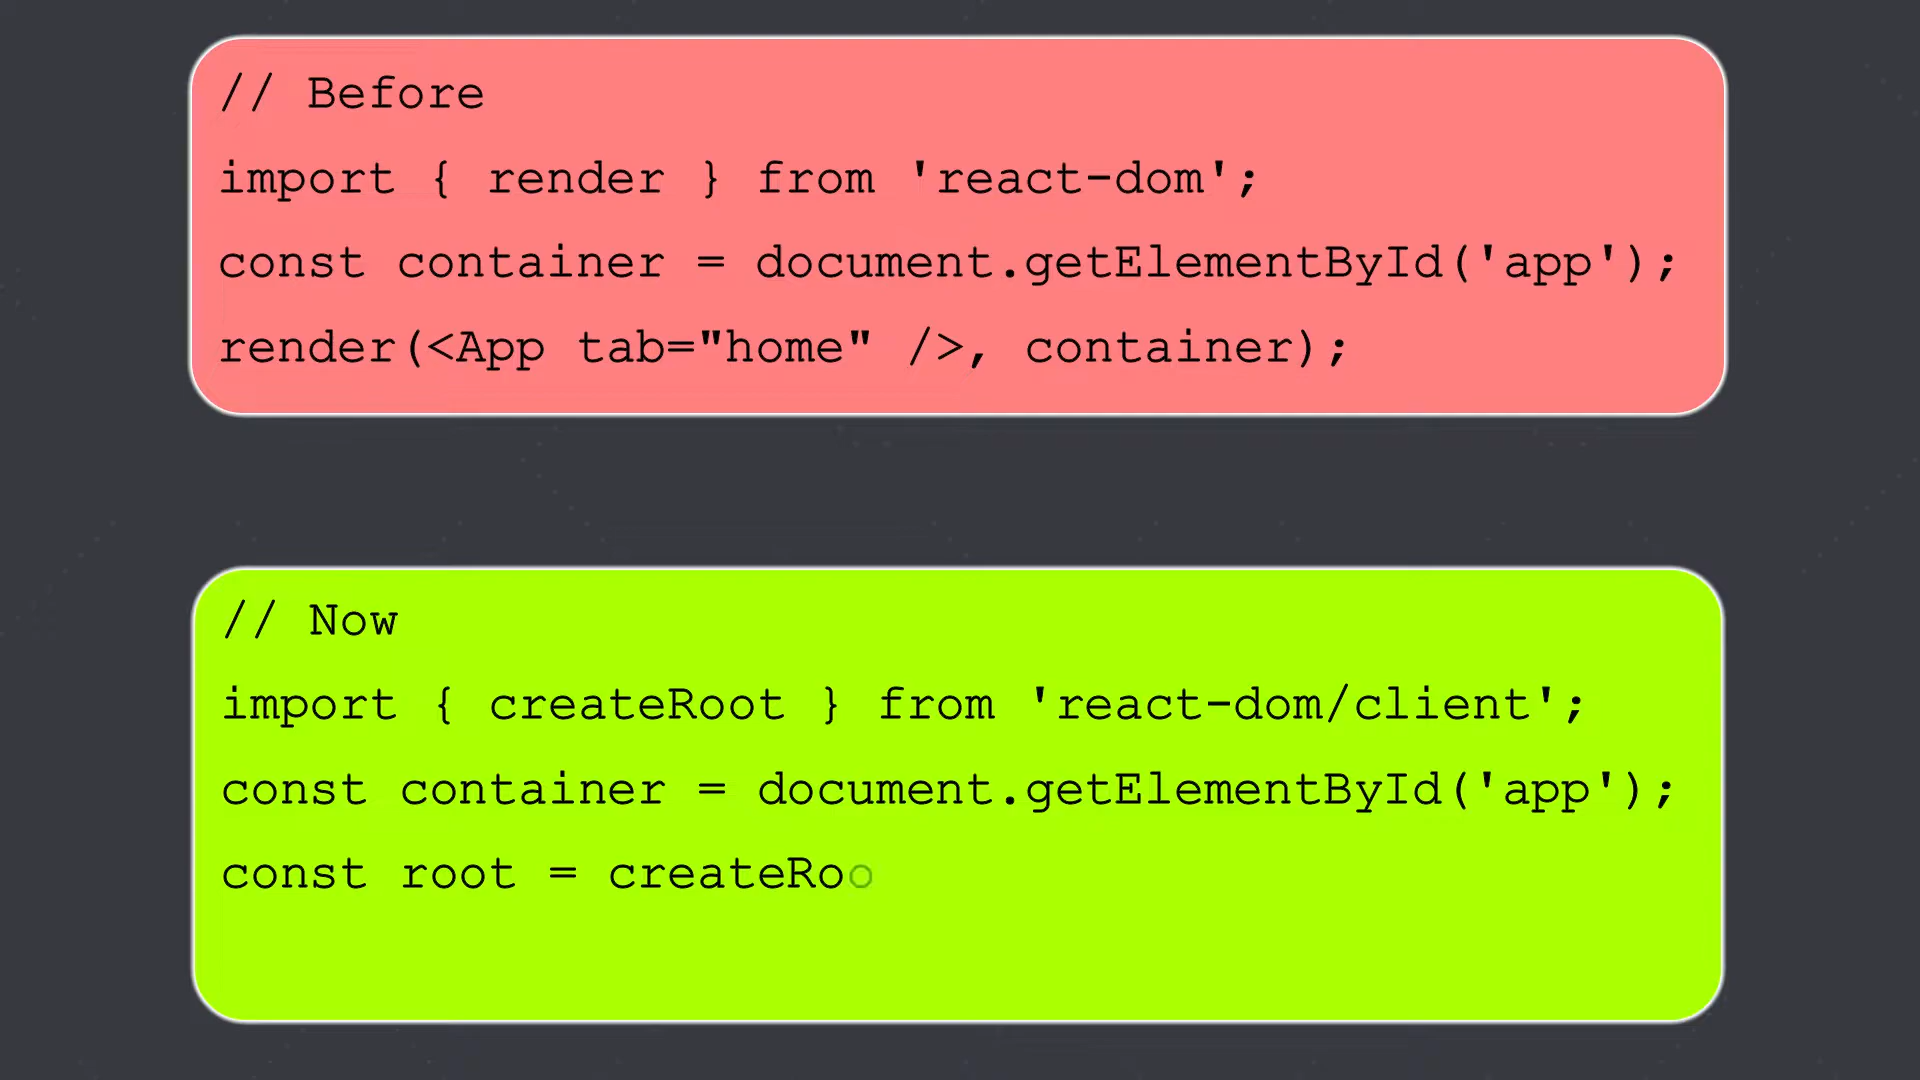 // Before
import { render } from 'react-dom';
const container = document.getElementById('app');
render(<App tab="home" />, container);
// Now
import { createRoot } from 'react-dom/client';
const container = document.getElementById('app');
const root = createRoo